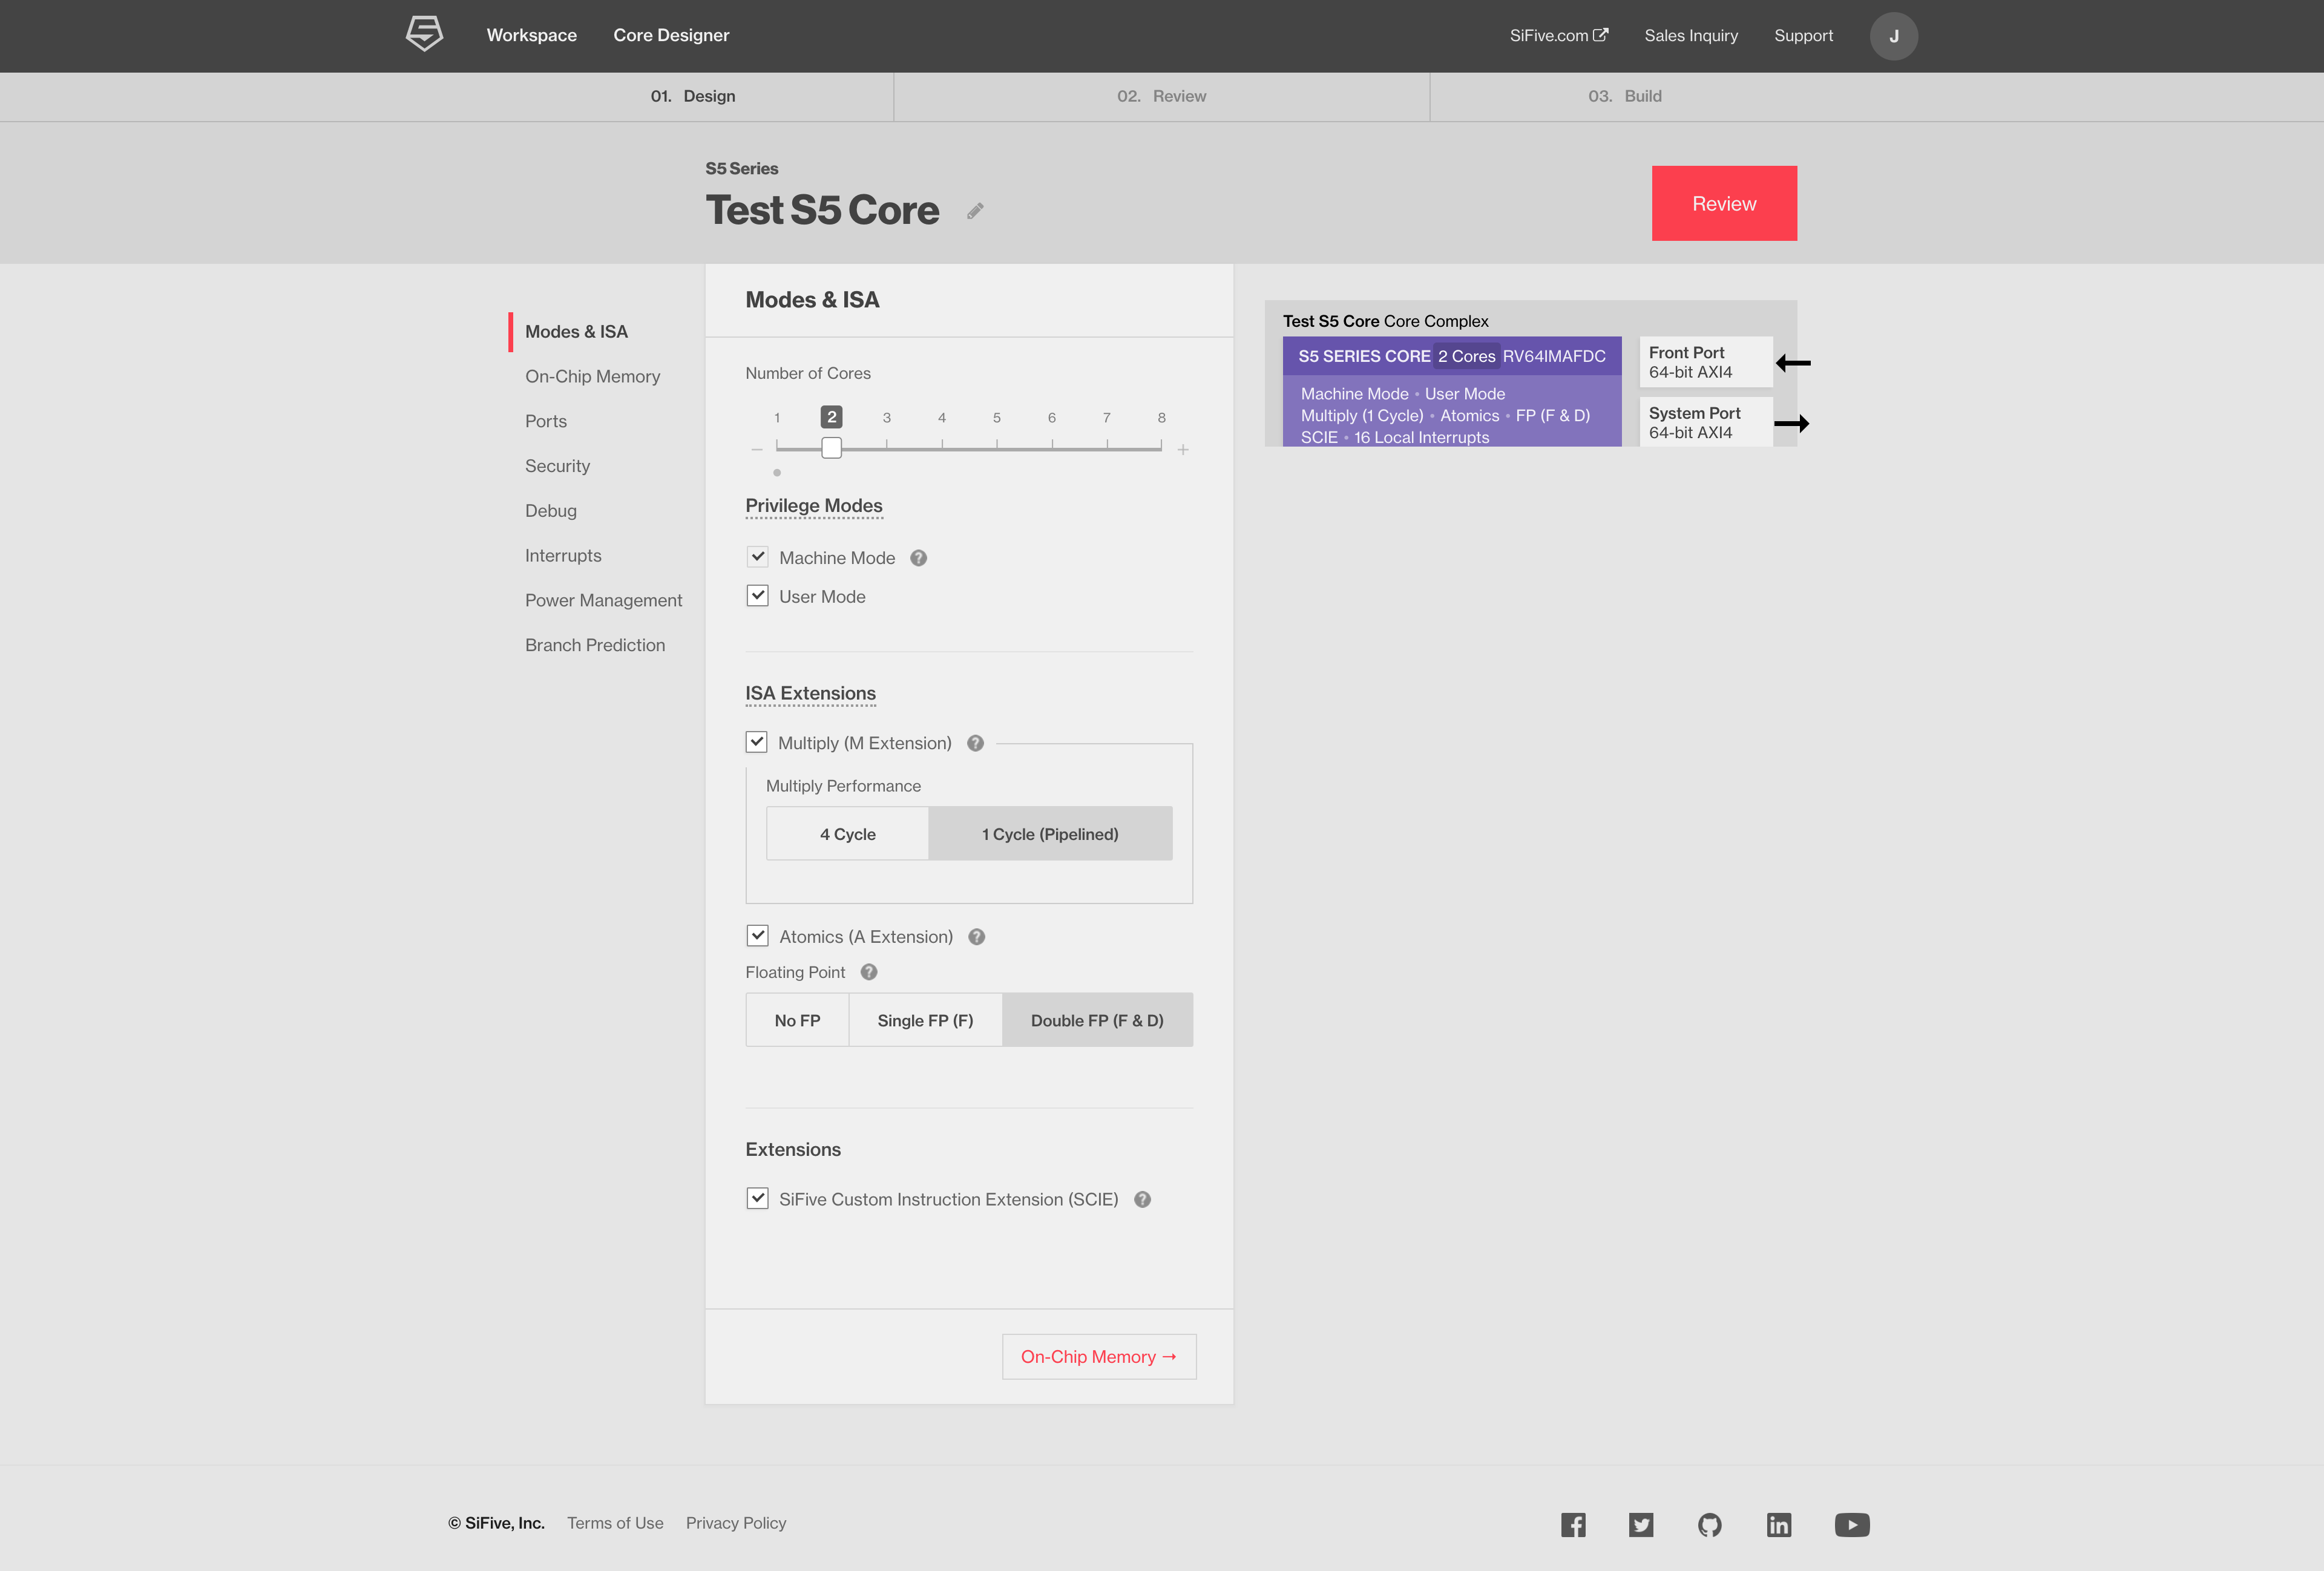 Workspace
Core Designer
SiFive.com
Sales Inquiry
Support
J
01. Design
02. Review
03. Build
S5 Series
Test S5 Core
Review
Modes & ISA
On-Chip Memory
Ports
Security
Debug
Interrupts
Power Management
Branch Prediction
Modes & ISA
Number of Cores
1 2 3 4 5 6 7 8
− +
Privilege Modes
Machine Mode ?
User Mode
ISA Extensions
Multiply (M Extension) ?
Multiply Performance
4 Cycle
1 Cycle (Pipelined)
Atomics (A Extension) ?
Floating Point ?
No FP
Single FP (F)
Double FP (F & D)
Extensions
SiFive Custom Instruction Extension (SCIE) ?
On-Chip Memory →
Test S5 Core Core Complex
S5 SERIES CORE 2 Cores RV64IMAFDC
Machine Mode • User Mode
Multiply (1 Cycle) • Atomics • FP (F & D)
SCIE • 16 Local Interrupts
Front Port
64-bit AXI4
System Port
64-bit AXI4
© SiFive, Inc.
Terms of Use
Privacy Policy